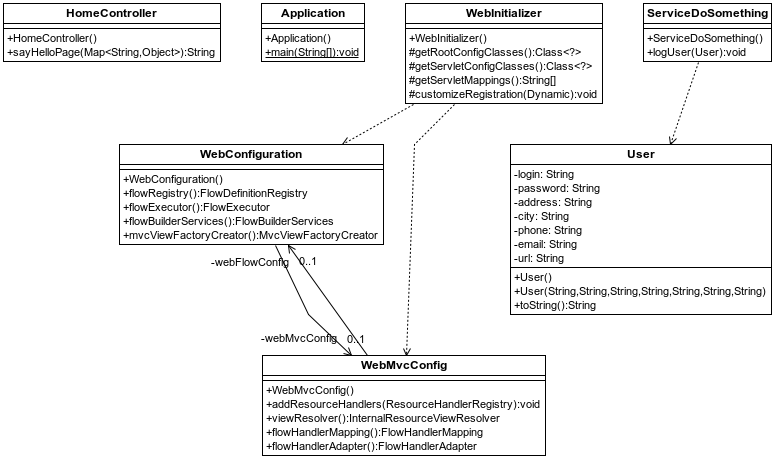 HomeController
+HomeController()
+sayHelloPage(Map<String,Object>):String
Application
+Application()
+main(String[]):void
WebInitializer
+WebInitializer()
#getRootConfigClasses():Class<?>
#getServletConfigClasses():Class<?>
#getServletMappings():String[]
#customizeRegistration(Dynamic):void
ServiceDoSomething
+ServiceDoSomething()
+logUser(User):void
WebConfiguration
+WebConfiguration()
+flowRegistry():FlowDefinitionRegistry
+flowExecutor():FlowExecutor
+flowBuilderServices():FlowBuilderServices
+mvcViewFactoryCreator():MvcViewFactoryCreator
User
-login: String
-password: String
-address: String
-city: String
-phone: String
-email: String
-url: String
+User()
+User(String,String,String,String,String,String,String)
+toString():String
-webFlowConfig 0..1
-webMvcConfig 0..1
WebMvcConfig
+WebMvcConfig()
+addResourceHandlers(ResourceHandlerRegistry):void
+viewResolver():InternalResourceViewResolver
+flowHandlerMapping():FlowHandlerMapping
+flowHandlerAdapter():FlowHandlerAdapter